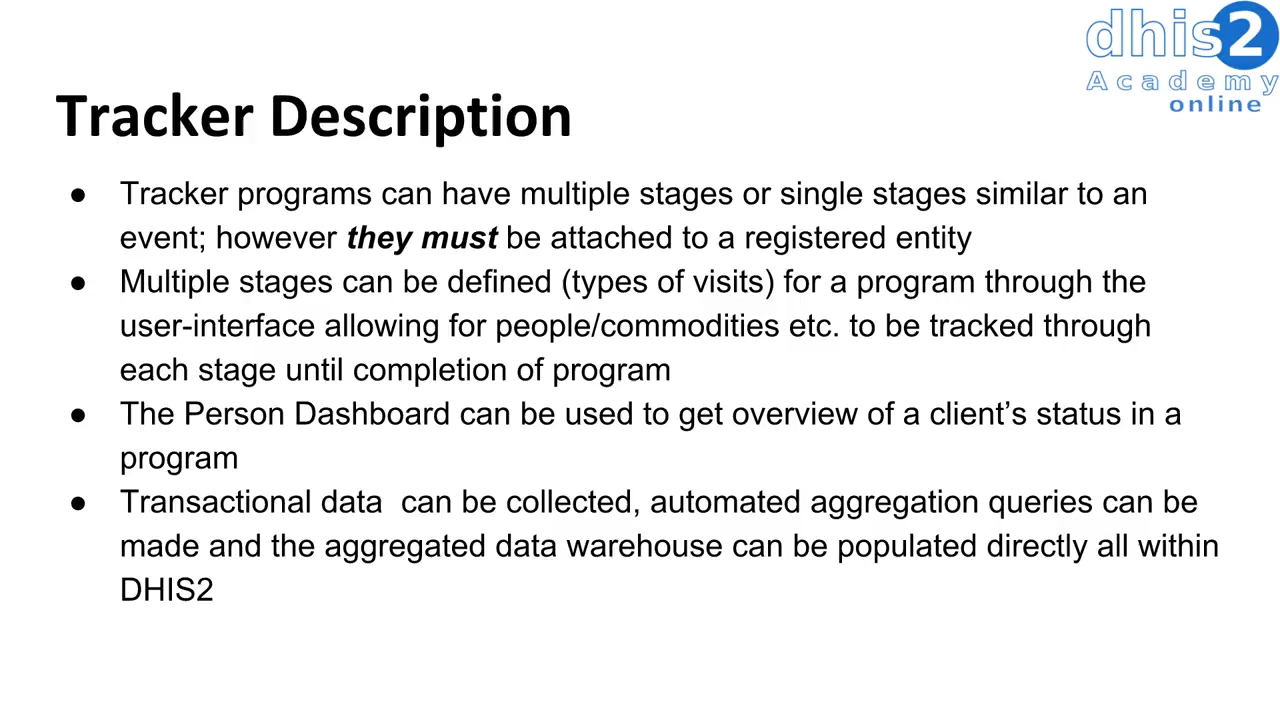 dhis2
Academy
online
Tracker Description
● Tracker programs can have multiple stages or single stages similar to an
event; however they must be attached to a registered entity
● Multiple stages can be defined (types of visits) for a program through the
user-interface allowing for people/commodities etc. to be tracked through
each stage until completion of program
● The Person Dashboard can be used to get overview of a client’s status in a
program
● Transactional data  can be collected, automated aggregation queries can be
made and the aggregated data warehouse can be populated directly all within
DHIS2